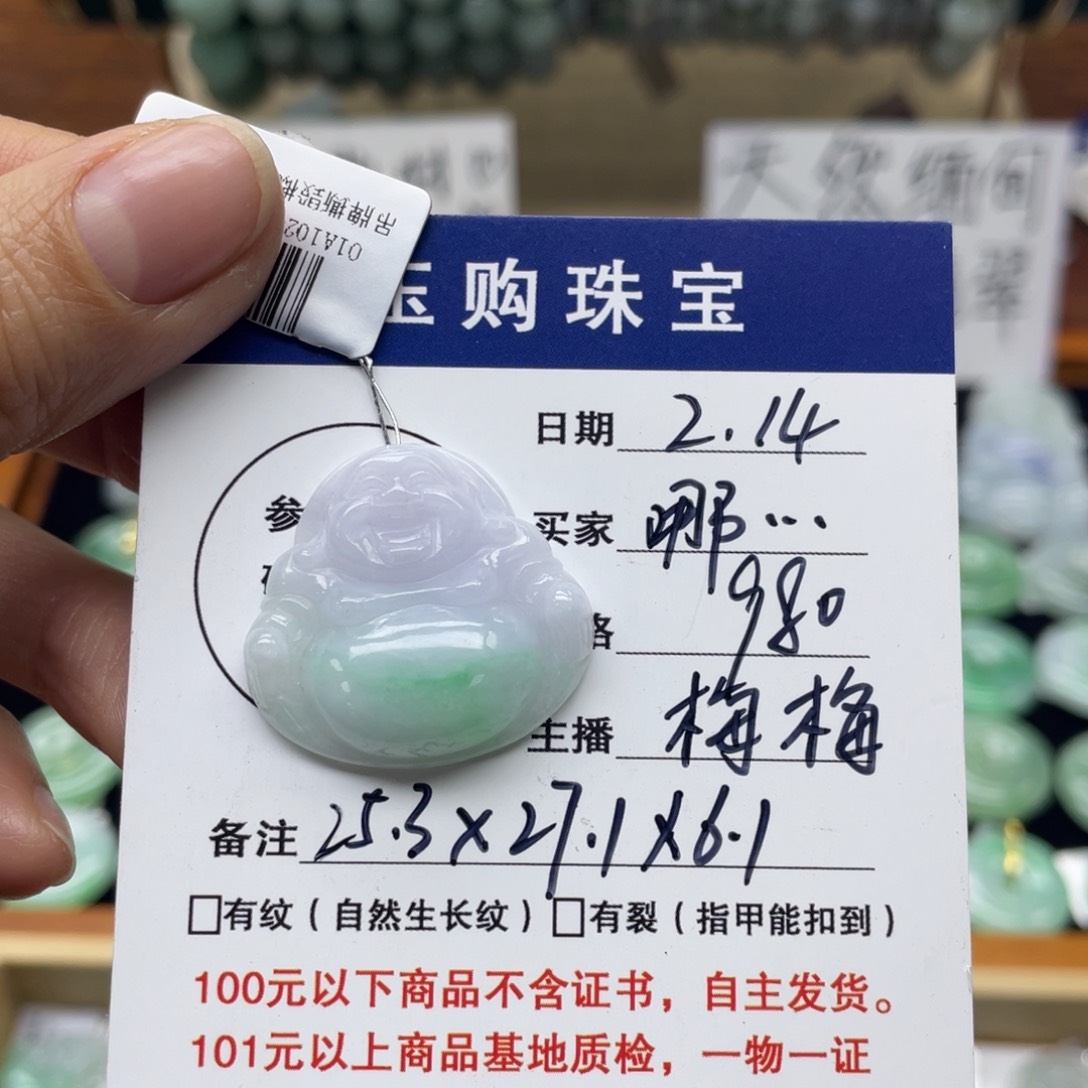 吊牌撕毁
01A102
玉购珠宝
日期 2.14
参
买家 哪...
格 980
主播 梅梅
备注 25.3×27.1×6.1
□有纹（自然生长纹）□有裂（指甲能扣到）
100元以下商品不含证书，自主发货。
101元以上商品基地质检，一物一证
天然缅甸
翠